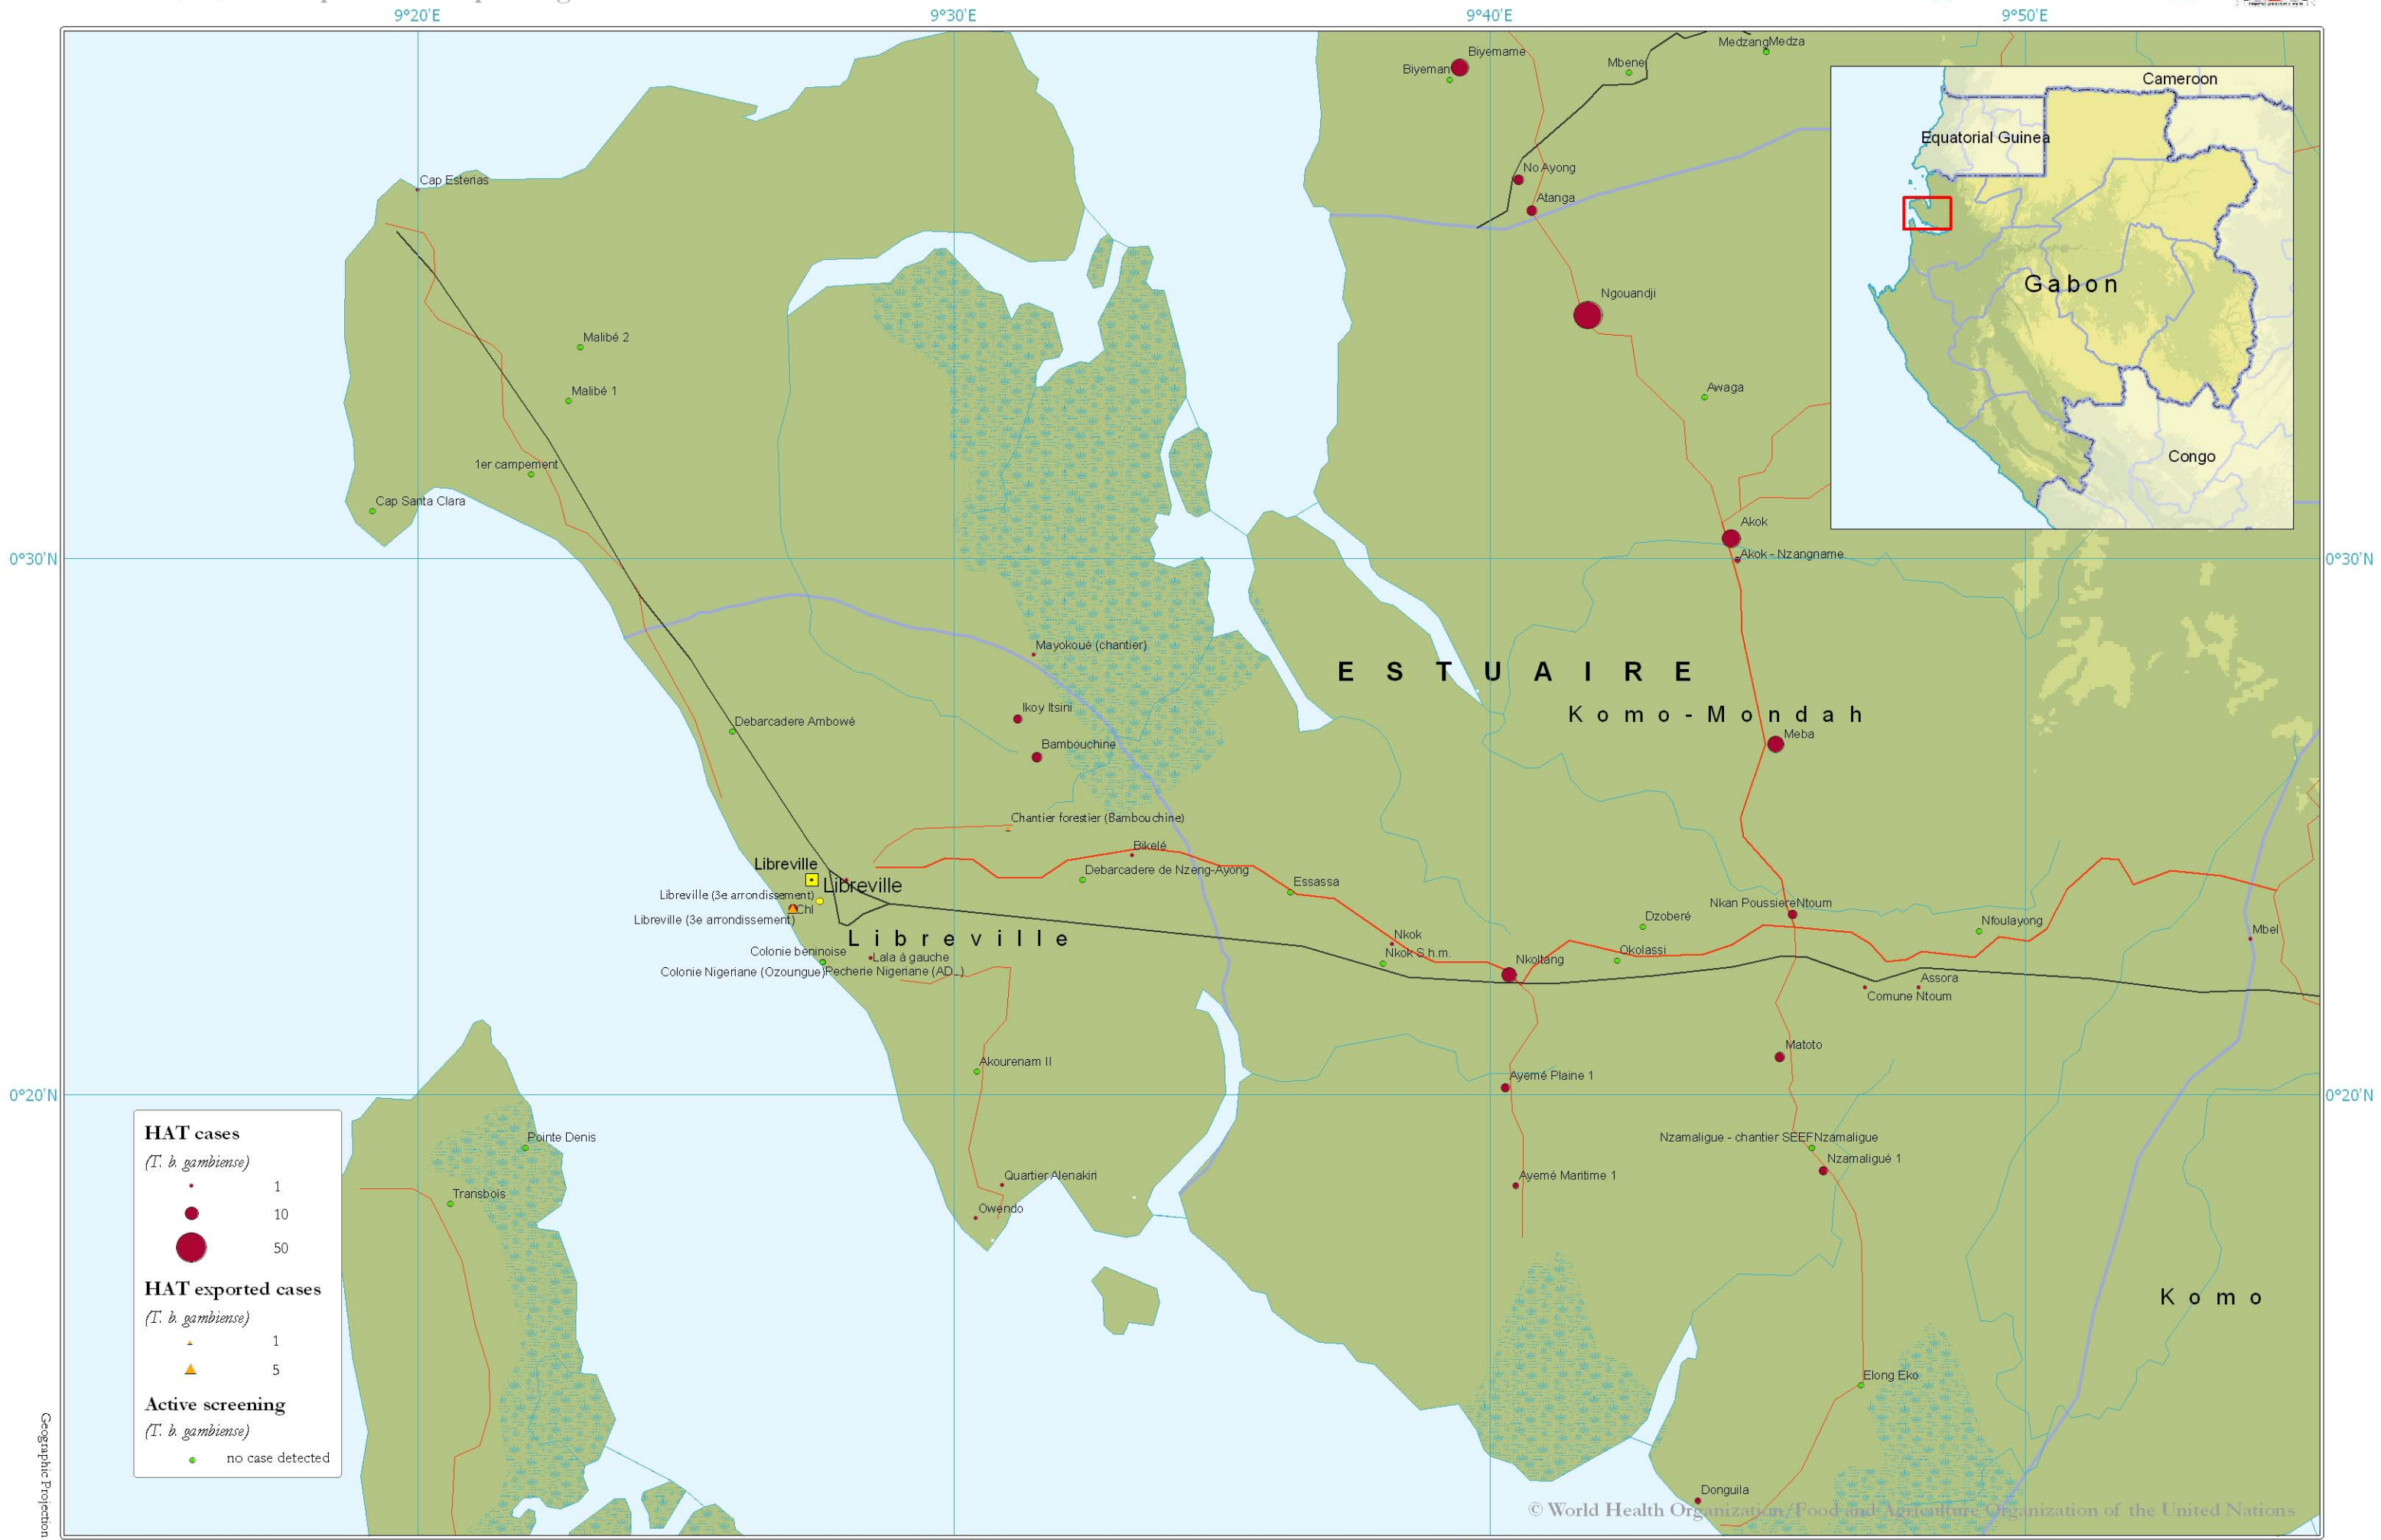 9°20'E
9°30'E
9°40'E
9°50'E
Biyemame
Biyeman
Mbene
MedzangMedza
Cameroon
Equatorial Guinea
Gabon
Congo
No Ayong
Atanga
Cap Esterias
Ngouandji
Malibé 2
Malibé 1
Awaga
1er campement
Cap Santa Clara
Akok
0°30'N
Akok - Nzangname
0°30'N
Mayokoué (chantier)
ESTUAIRE
Komo-Mondah
Ikoy Itsini
Debarcadere Ambowé
Meba
Bambouchine
Chantier forestier (Bambouchine)
Bikelé
Libreville
Debarcadere de Nzeng-Ayong
Libreville
Essassa
Libreville (3e arrondissement)
Chl
Nkan PoussiereNtoum
Libreville (3e arrondissement)
Dzoberé
Nfoulayong
Mbel
Libreville
Nkok
Colonie beninoise
Lala à gauche
Nkok S.h.m.
Okolassi
Nkoltang
Colonie Nigeriane (Ozoungue)
Pecherie Nigeriane (AD_)
Assora
Comune Ntoum
Matoto
Akourenam II
Ayemé Plaine 1
0°20'N
0°20'N
Pointe Denis
Nzamaligue - chantier SEEFNzamaligue
Nzamaligué 1
Quartier Alenakiri
Ayemé Maritime 1
Transbois
Owendo
Komo
Elong Eko
Donguila
HAT cases
(T. b. gambiense)
1
10
50
HAT exported cases
(T. b. gambiense)
1
5
Active screening
(T. b. gambiense)
no case detected
Geographic Projection
© World Health Organization/Food and Agriculture Organization of the United Nations